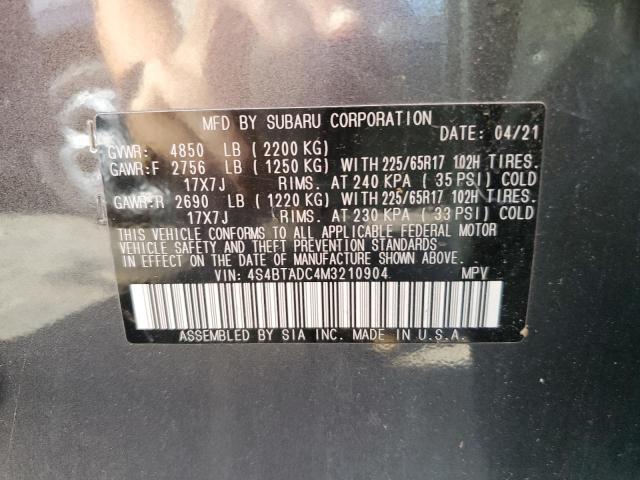 MFD BY SUBARU CORPORATION
DATE: 04/21
GVWR: 4850 LB (2200 KG)
GAWR:F 2756 LB (1250 KG) WITH 225/65R17 102H TIRES.
17X7J RIMS. AT 240 KPA (35 PSI) COLD
GAWR:R 2690 LB (1220 KG) WITH 225/65R17 102H TIRES.
17X7J RIMS. AT 230 KPA (33 PSI) COLD
THIS VEHICLE CONFORMS TO ALL APPLICABLE FEDERAL MOTOR
VEHICLE SAFETY AND THEFT PREVENTION STANDARDS
IN EFFECT ON THE DATE OF MANUFACTURE SHOWN ABOVE.
VIN: 4S4BTADC4M3210904 MPV
ASSEMBLED BY SIA INC. MADE IN U.S.A.